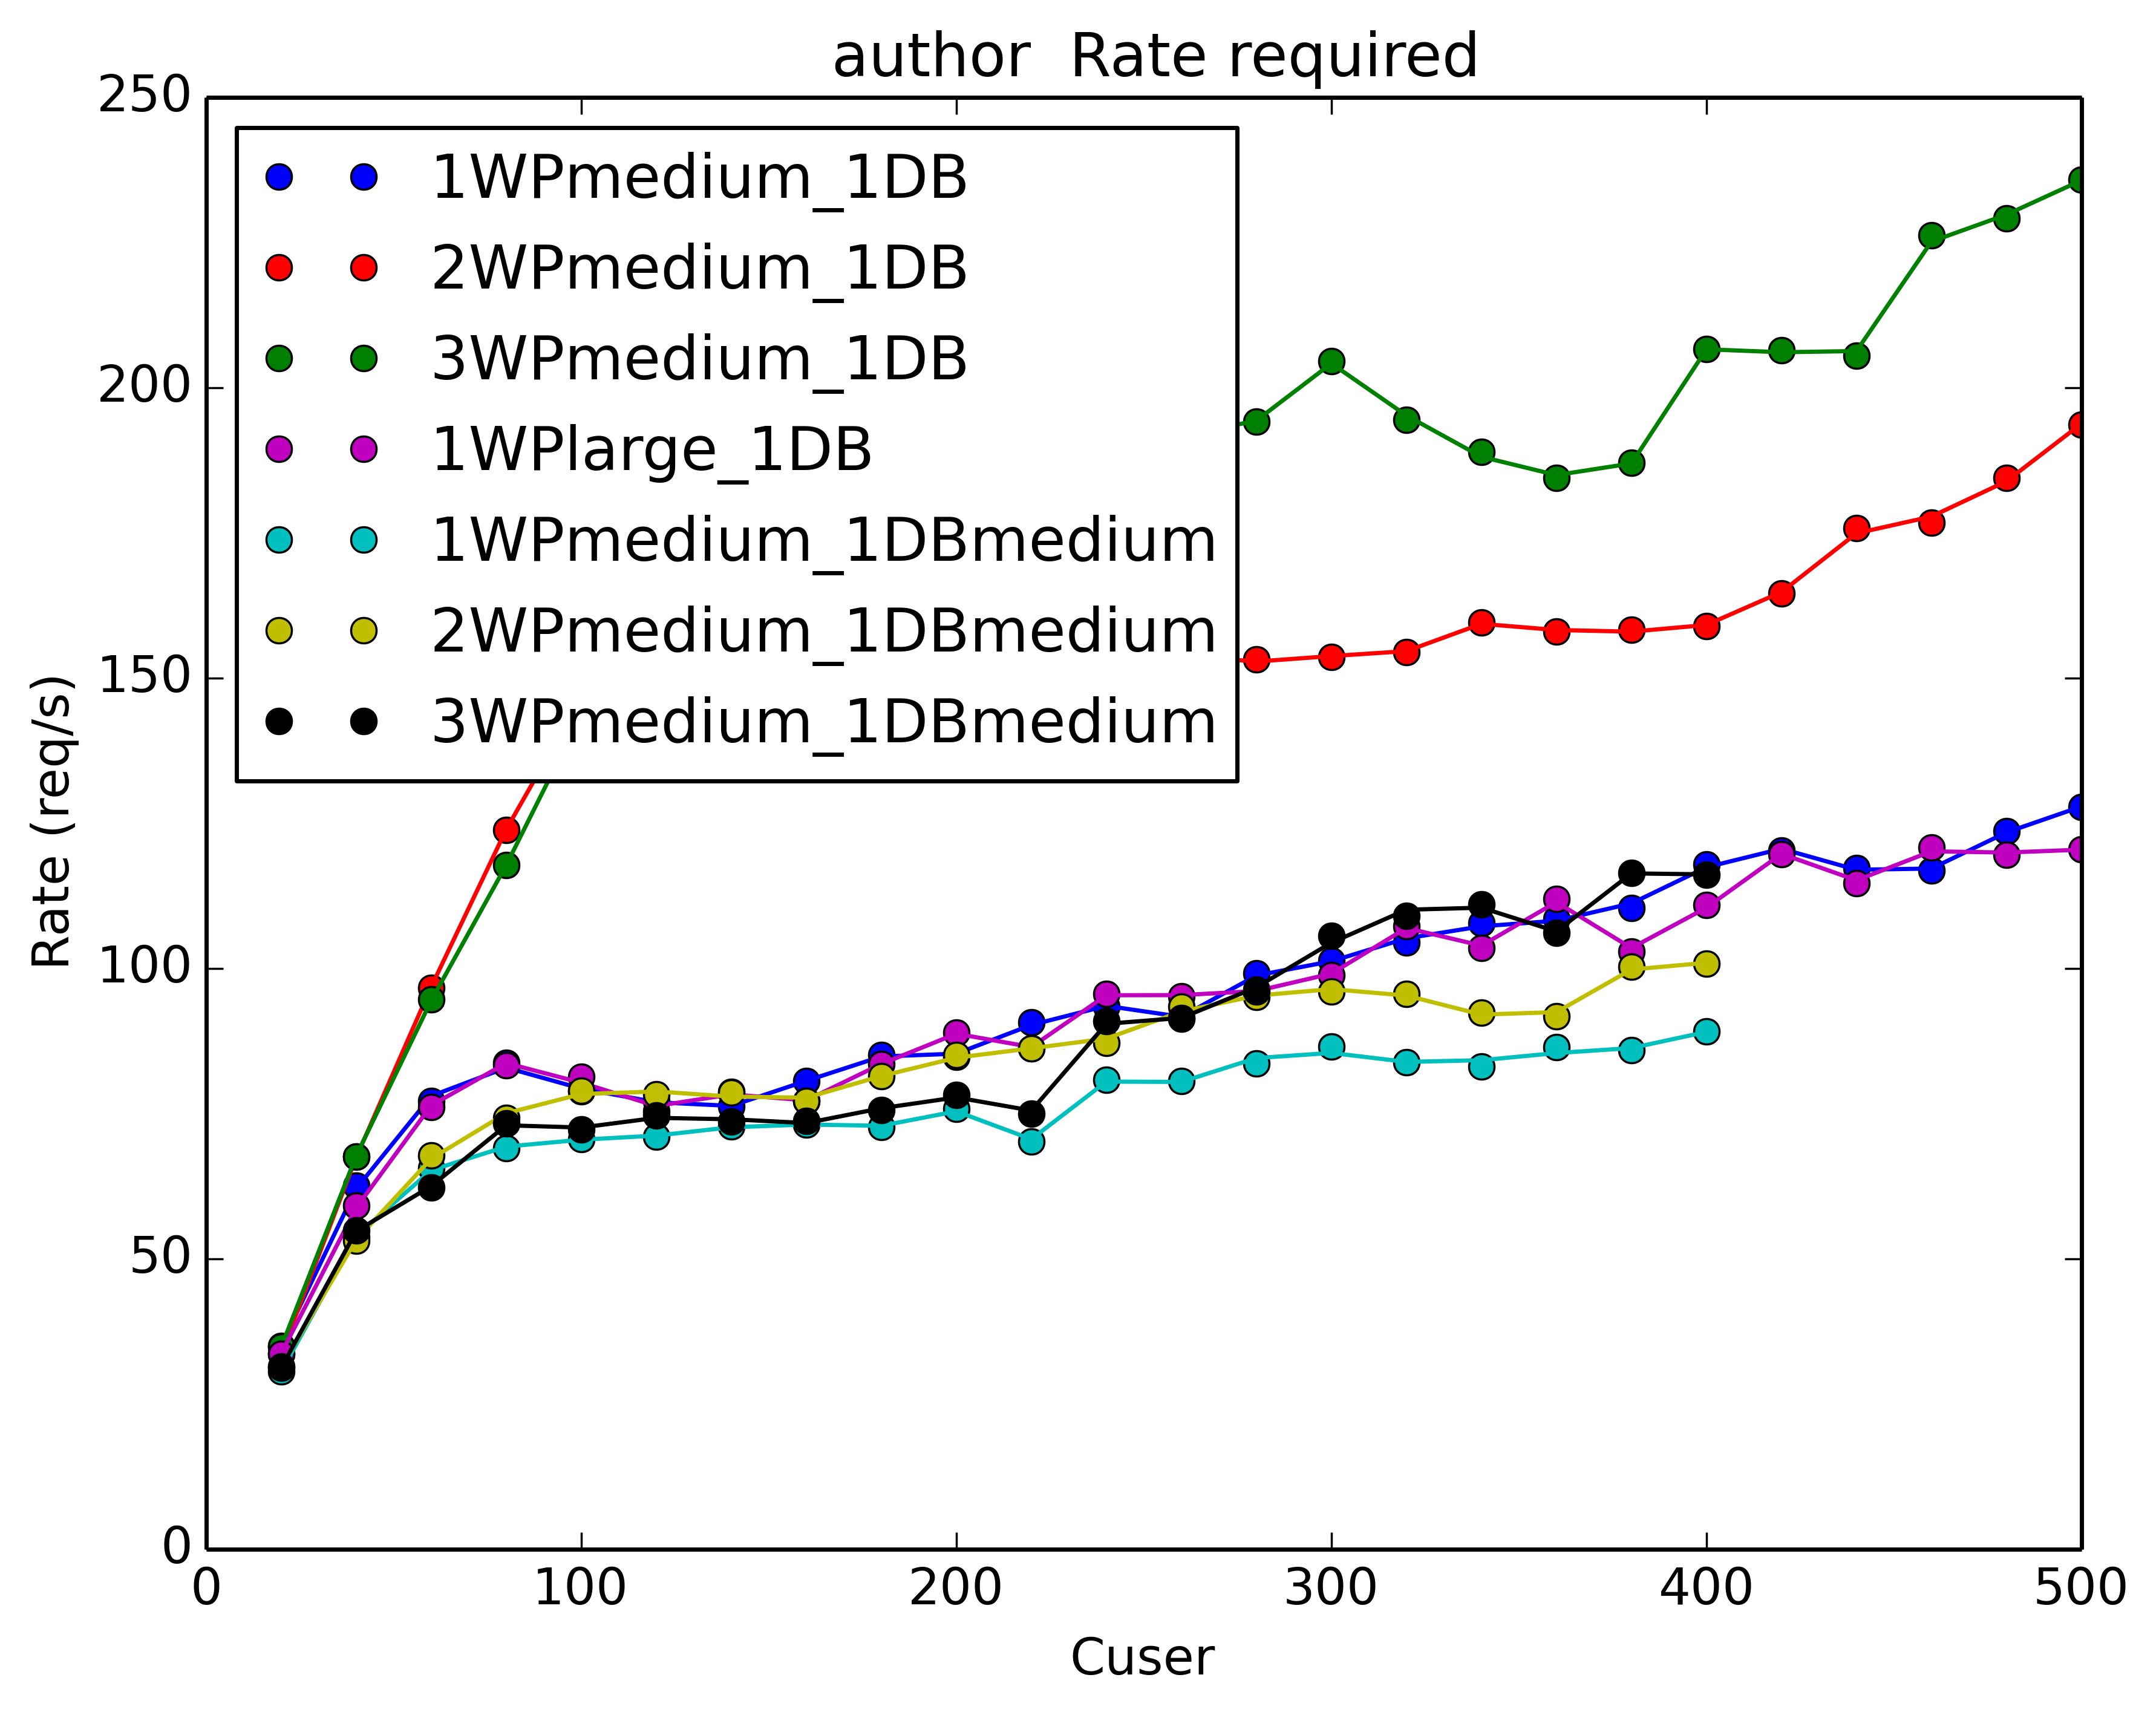 author  Rate required
250
200
150
100
50
0
Rate (req/s)
1WPmedium_1DB
2WPmedium_1DB
3WPmedium_1DB
1WPlarge_1DB
1WPmedium_1DBmedium
2WPmedium_1DBmedium
3WPmedium_1DBmedium
0 100 200 300 400 500
Cuser